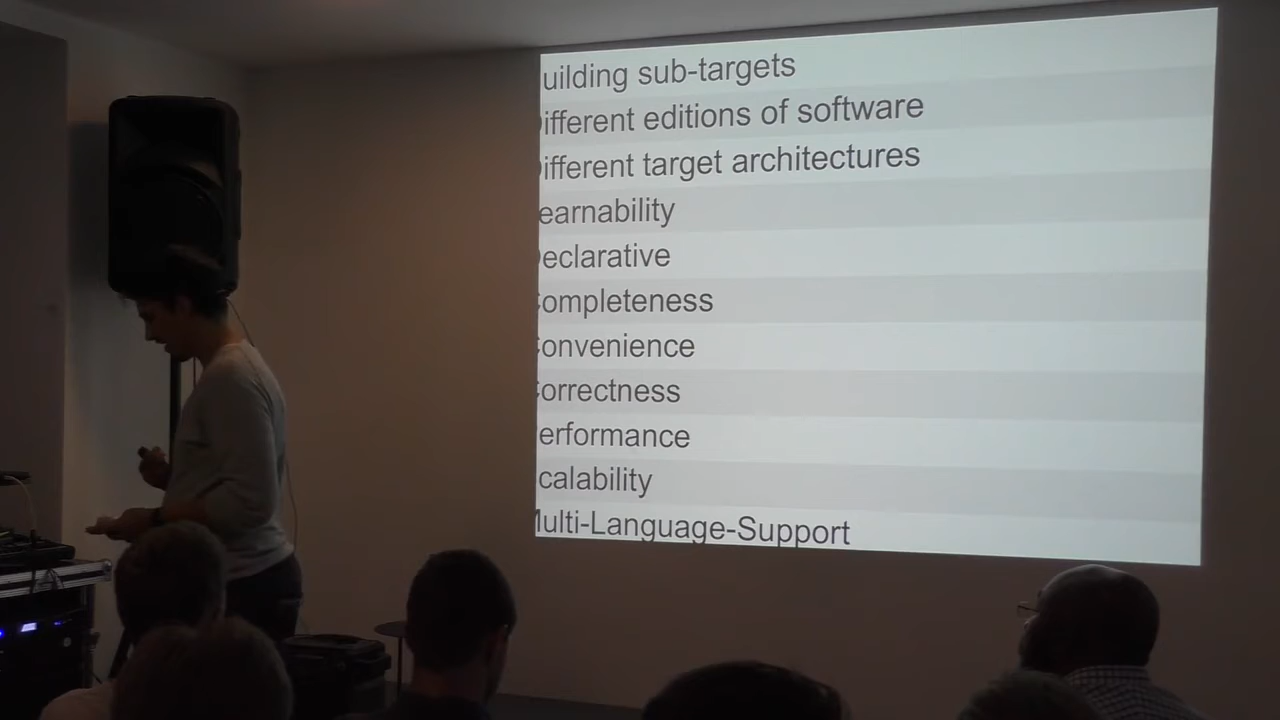 uilding sub-targets
ifferent editions of software
ifferent target architectures
earnability
eclarative
ompleteness
onvenience
orrectness
erformance
calability
ulti-Language-Support